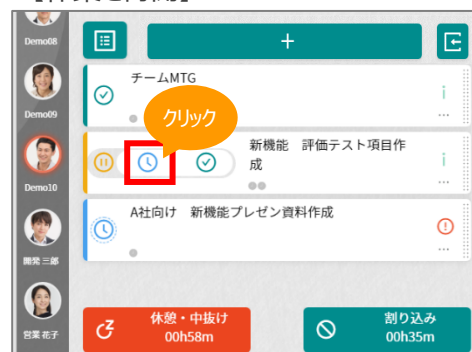 Demo08
+
チームMTG
Demo09
クリック
新機能 評価テスト項目作
成
Demo10
A社向け 新機能プレゼン資料作成
開発 三郎
休憩・中抜け
00h58m
割り込み
00h35m
営業 花子